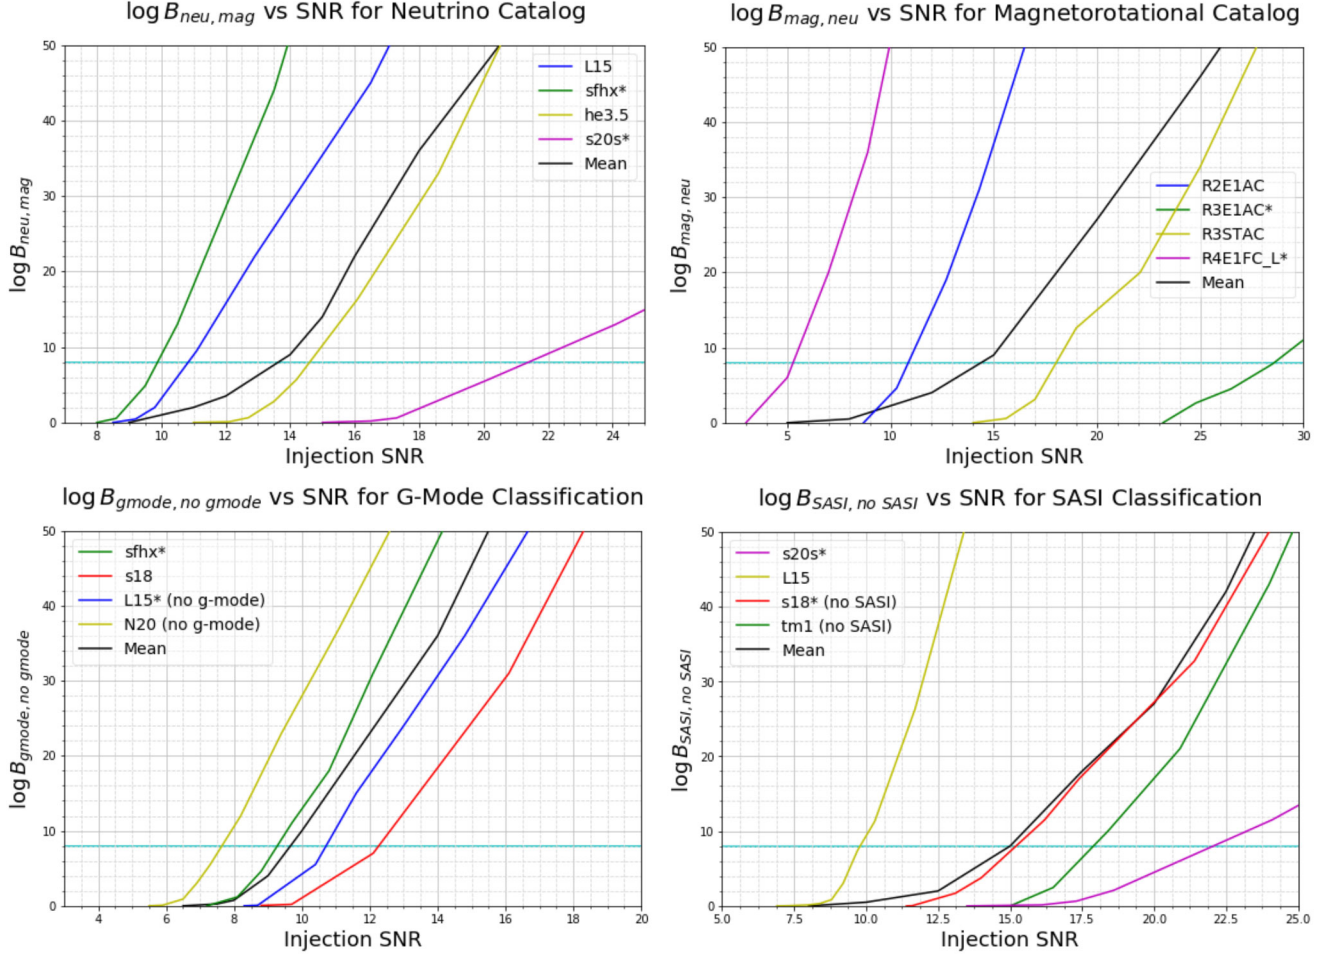 log B_neu, mag vs SNR for Neutrino Catalog
log B_neu, mag
50
40
30
20
10
0
8 10 12 14 16 18 20 22 24
Injection SNR
L15
sfhx*
he3.5
s20s*
Mean
log B_mag, neu vs SNR for Magnetorotational Catalog
log B_mag, neu
50
40
30
20
10
0
5 10 15 20 25 30
Injection SNR
R2E1AC
R3E1AC*
R3STAC
R4E1FC_L*
Mean
log B_gmode, no gmode vs SNR for G-Mode Classification
log B_gmode, no gmode
50
40
30
20
10
0
4 6 8 10 12 14 16 18 20
Injection SNR
sfhx*
s18
L15* (no g-mode)
N20 (no g-mode)
Mean
log B_SASI, no SASI vs SNR for SASI Classification
log B_SASI, no SASI
50
40
30
20
10
0
5.0 7.5 10.0 12.5 15.0 17.5 20.0 22.5 25.0
Injection SNR
s20s*
L15
s18* (no SASI)
tm1 (no SASI)
Mean